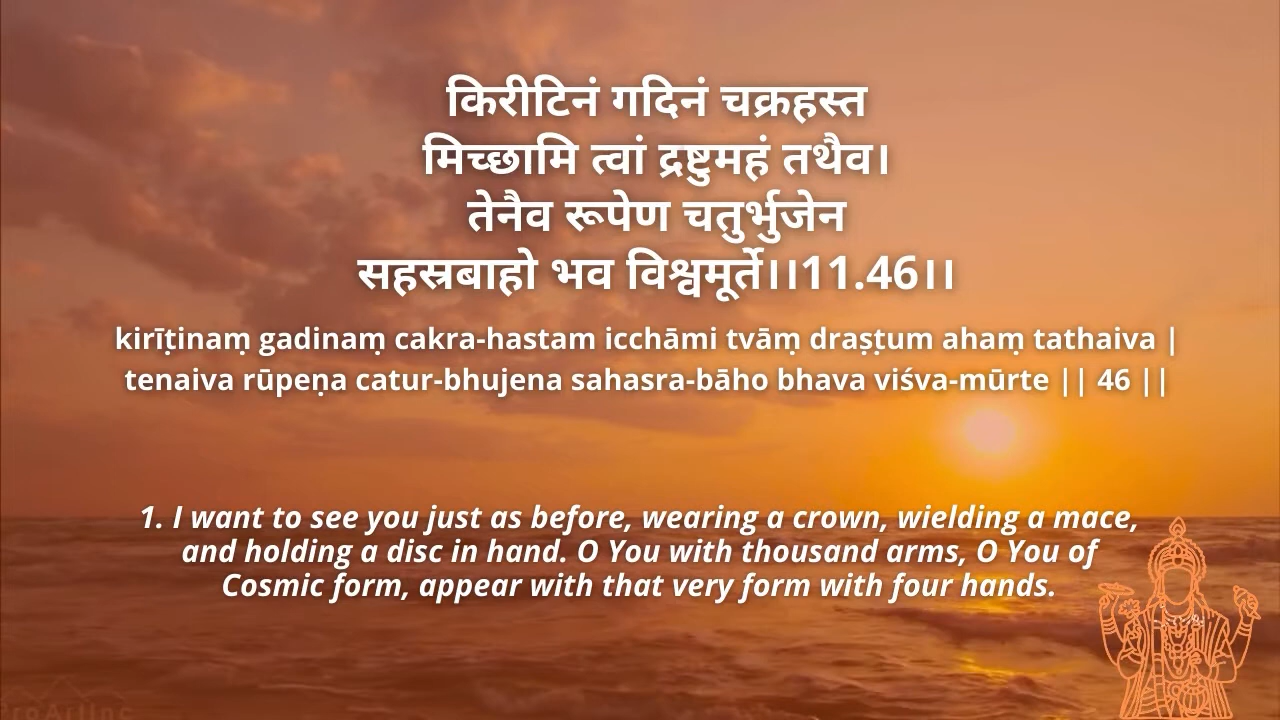 किरीटिनं गदिनं चक्रहस्त
मिच्छामि त्वां द्रष्टुमहं तथैव।
तेनैव रूपेण चतुर्भुजेन
सहस्रबाहो भव विश्वमूर्ते।।11.46।।
kirīṭinaṃ gadinaṃ cakra-hastam icchāmi tvāṃ draṣṭum ahaṃ tathaiva |
tenaiva rūpeṇa catur-bhujena sahasra-bāho bhava viśva-mūrte || 46 ||
1. I want to see you just as before, wearing a crown, wielding a mace,
and holding a disc in hand. O You with thousand arms, O You of
Cosmic form, appear with that very form with four hands.